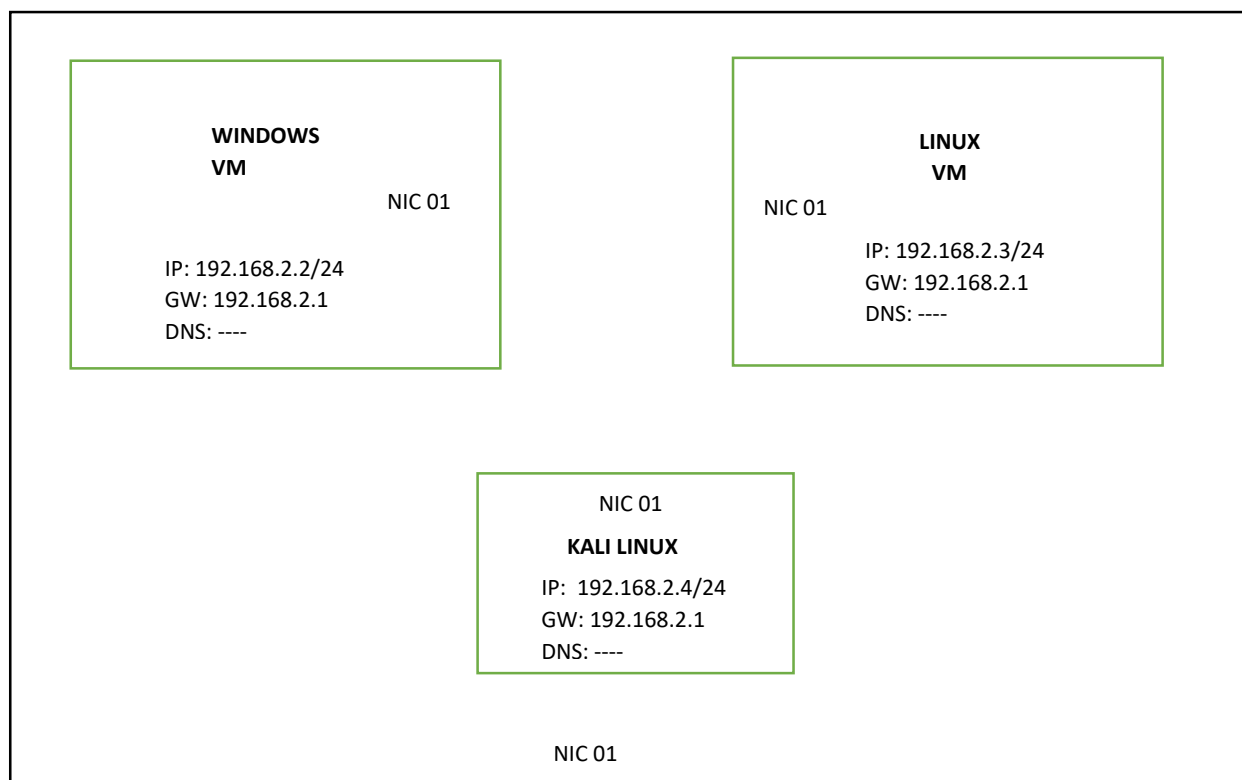 WINDOWS
VM
NIC 01
IP: 192.168.2.2/24
GW: 192.168.2.1
DNS: ----
LINUX
VM
NIC 01
IP: 192.168.2.3/24
GW: 192.168.2.1
DNS: ----
NIC 01
KALI LINUX
IP:  192.168.2.4/24
GW: 192.168.2.1
DNS: ----
NIC 01